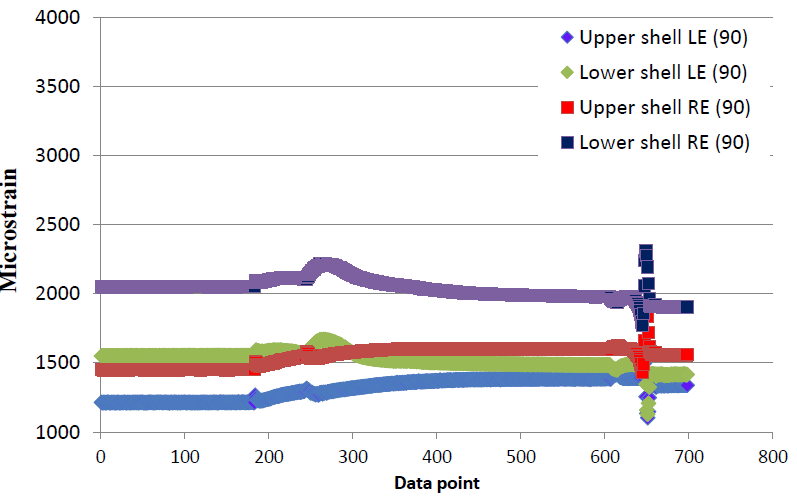 4000
3500
3000
2500
2000
1500
1000
Microstrain
0
100
200
300
400
500
600
700
800
Data point
Upper shell LE (90)
Lower shell LE (90)
Upper shell RE (90)
Lower shell RE (90)